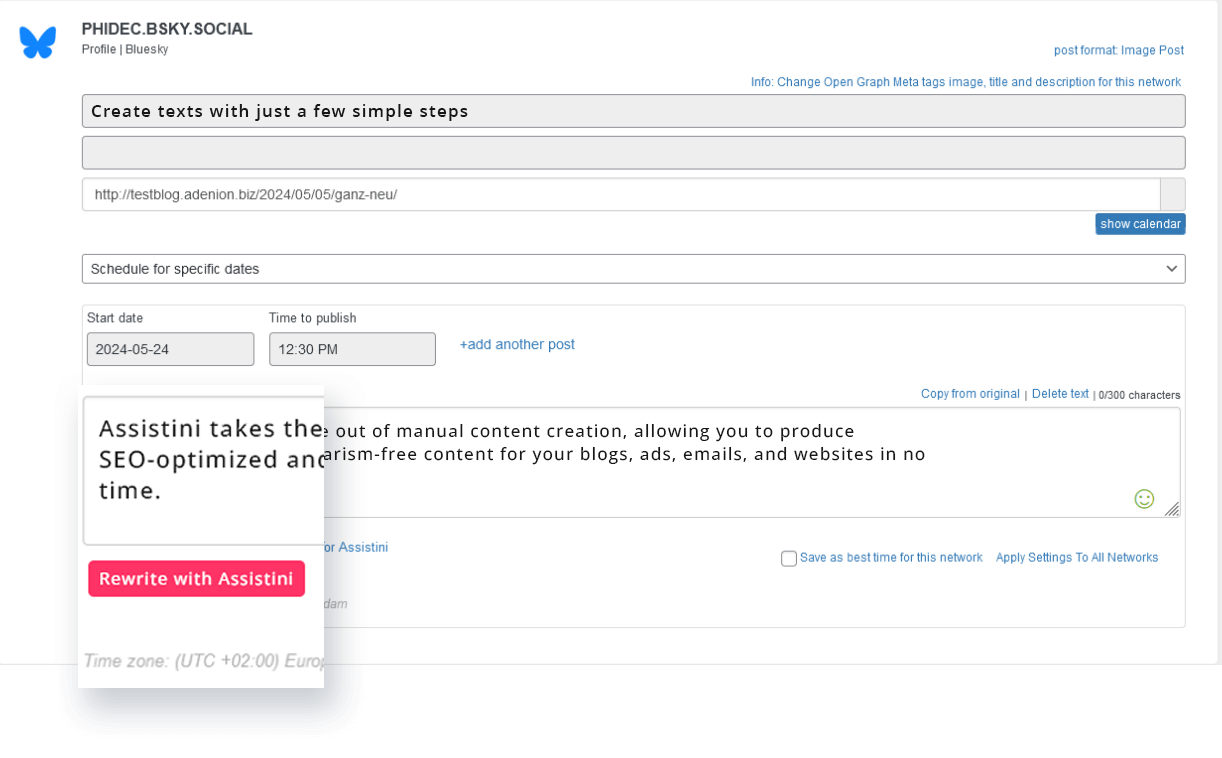 PHIDEC.BSKY.SOCIAL
Profile | Bluesky
post format: Image Post
Info: Change Open Graph Meta tags image, title and description for this network
Create texts with just a few simple steps
http://testblog.adenion.biz/2024/05/05/ganz-neu/
show calendar
Schedule for specific dates
Start date Time to publish
2024-05-24 12:30 PM +add another post
Copy from original | Delete text | 0/300 characters
Assistini takes the out of manual content creation, allowing you to produce
SEO-optimized and arism-free content for your blogs, ads, emails, and websites in no
time.
for Assistini
Save as best time for this network Apply Settings To All Networks
Rewrite with Assistini
dam
Time zone: (UTC +02:00) Europ